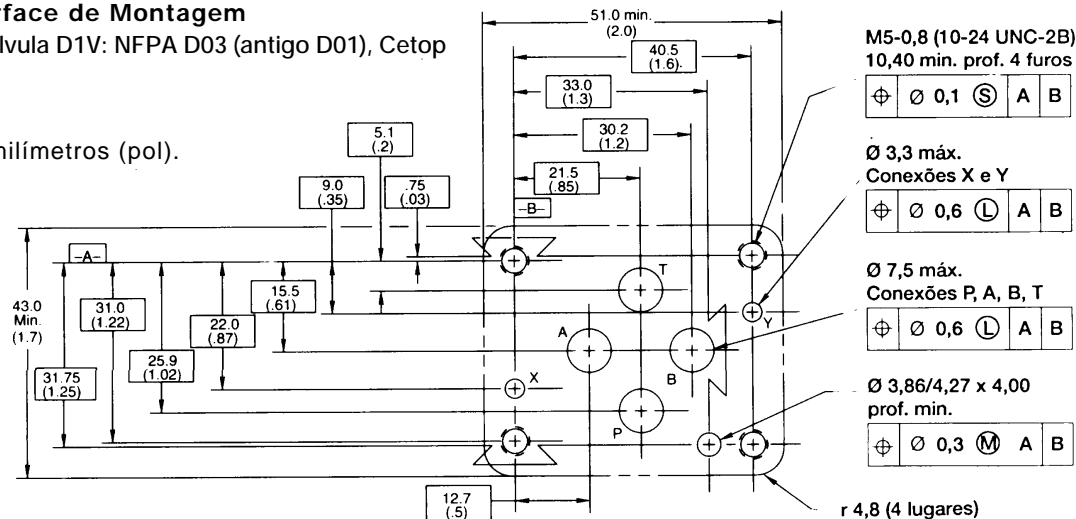 rface de Montagem
lvula D1V: NFPA D03 (antigo D01), Cetop
nilímetros (pol).
51.0 min.
(2.0)
40.5
(1.6)
33.0
(1.3)
30.2
(1.2)
21.5
(.85)
5.1
(.2)
9.0
(.35)
.75
(.03)
–B–
–A–
43.0
Min.
(1.7)
31.0
(1.22)
15.5
(.61)
22.0
(.87)
25.9
(1.02)
31.75
(1.25)
12.7
(.5)
T
Y
A
B
X
P
M5-0,8 (10-24 UNC-2B)
10,40 min. prof. 4 furos
⌖ Ø 0,1 Ⓢ A B
Ø 3,3 máx.
Conexões X e Y
⌖ Ø 0,6 Ⓛ A B
Ø 7,5 máx.
Conexões P, A, B, T
⌖ Ø 0,6 Ⓛ A B
Ø 3,86/4,27 x 4,00
prof. min.
⌖ Ø 0,3 Ⓜ A B
r 4,8 (4 lugares)